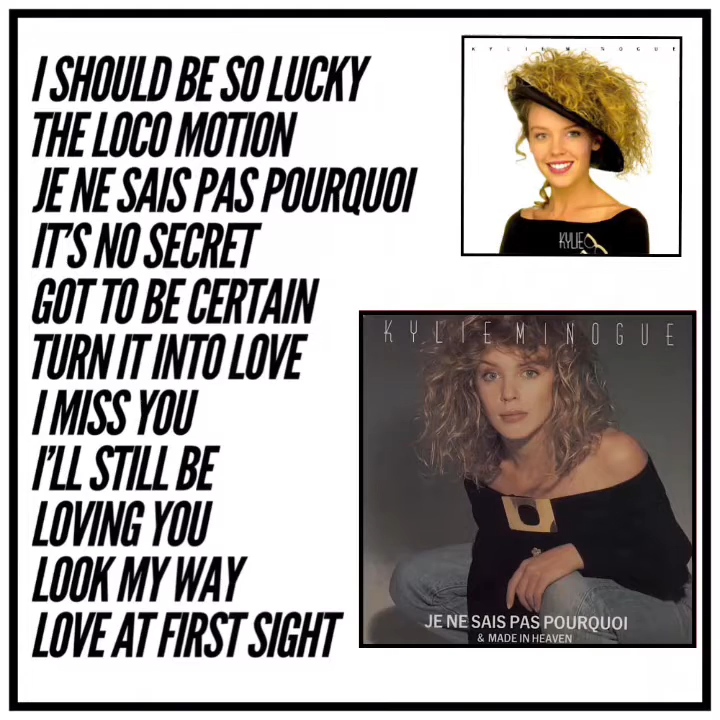 I SHOULD BE SO LUCKY
THE LOCO MOTION
JE NE SAIS PAS POURQUOI
IT'S NO SECRET
GOT TO BE CERTAIN
TURN IT INTO LOVE
I MISS YOU
I'LL STILL BE
LOVING YOU
LOOK MY WAY
LOVE AT FIRST SIGHT
KYLIE MINOGUE
KYLIE
KYLIE MINOGUE
JE NE SAIS PAS POURQUOI
& MADE IN HEAVEN